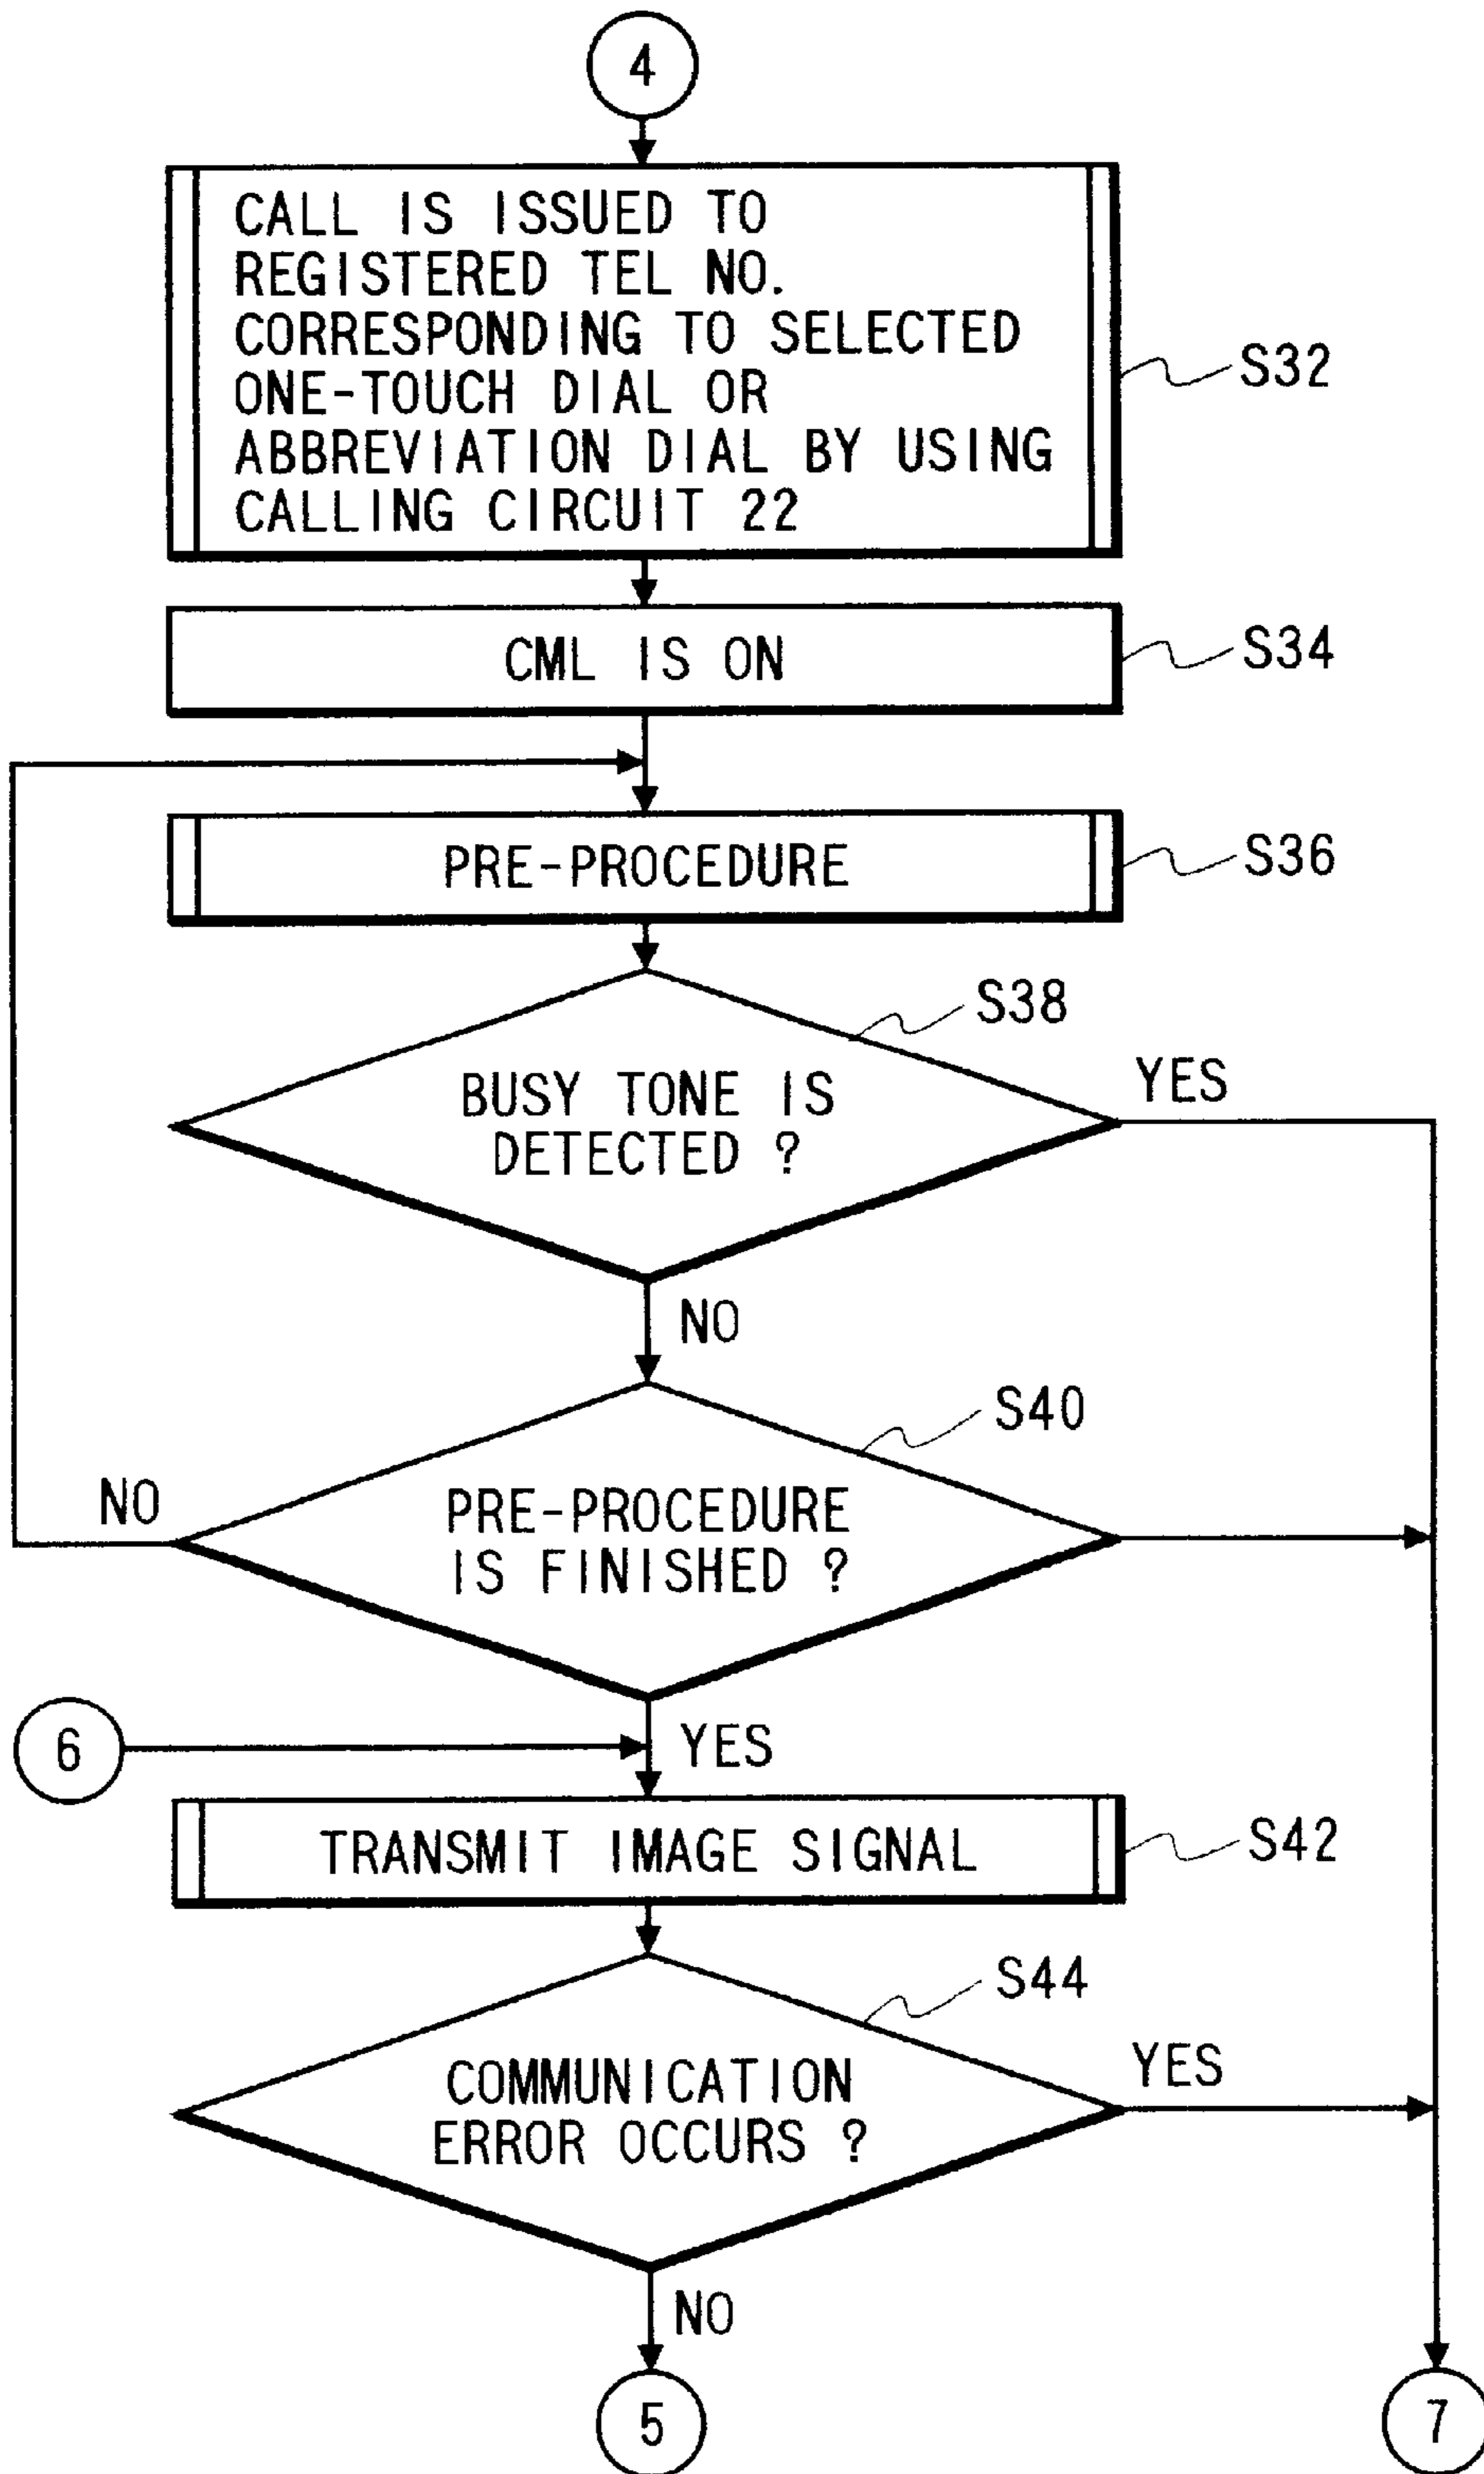 4
CALL IS ISSUED TO
REGISTERED TEL NO.
CORRESPONDING TO SELECTED
ONE-TOUCH DIAL OR
ABBREVIATION DIAL BY USING
CALLING CIRCUIT 22
S32
CML IS ON
S34
PRE-PROCEDURE
S36
S38
BUSY TONE IS
DETECTED ?
YES
NO
S40
PRE-PROCEDURE
IS FINISHED ?
NO
6
YES
TRANSMIT IMAGE SIGNAL
S42
S44
COMMUNICATION
ERROR OCCURS ?
YES
NO
5
7